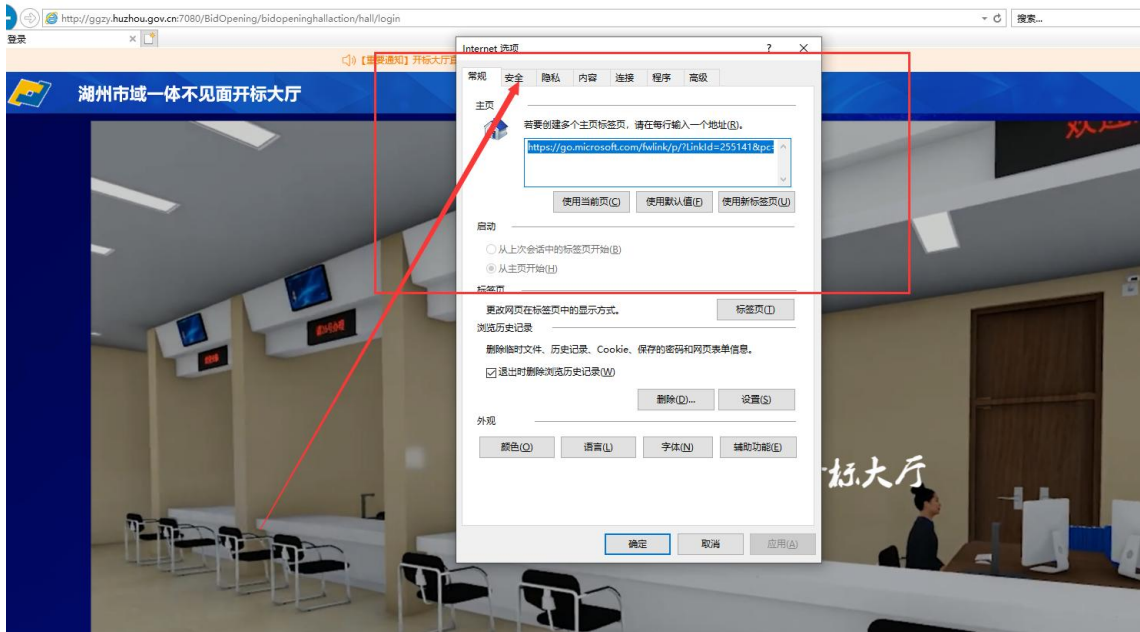 http://ggzy.huzhou.gov.cn:7080/BidOpening/bidopeninghallaction/hall/login
搜索...
登录
【重要通知】开标大厅
湖州市域一体不见面开标大厅
Internet 选项
常规 安全 隐私 内容 连接 程序 高级
主页
若要创建多个主页标签页，请在每行输入一个地址(R)。
https://go.microsoft.com/fwlink/p/?LinkId=255141&pc=
使用当前页(C) 使用默认值(F) 使用新标签页(U)
启动
从上次会话中的标签页开始(B)
从主页开始(H)
标签页
更改网页在标签页中的显示方式。 标签页(T)
浏览历史记录
删除临时文件、历史记录、Cookie、保存的密码和网页表单信息。
退出时删除浏览历史记录(W)
删除(D)... 设置(S)
外观
颜色(O) 语言(L) 字体(N) 辅助功能(E)
确定 取消 应用(A)
欢迎
标大厅